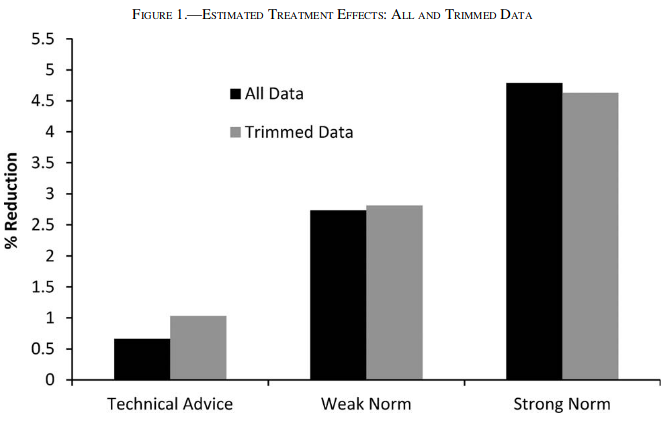 FIGURE 1.—ESTIMATED TREATMENT EFFECTS: ALL AND TRIMMED DATA
5.5
5
4.5
4
3.5
3
2.5
2
1.5
1
0.5
0
% Reduction
All Data
Trimmed Data
Technical Advice
Weak Norm
Strong Norm